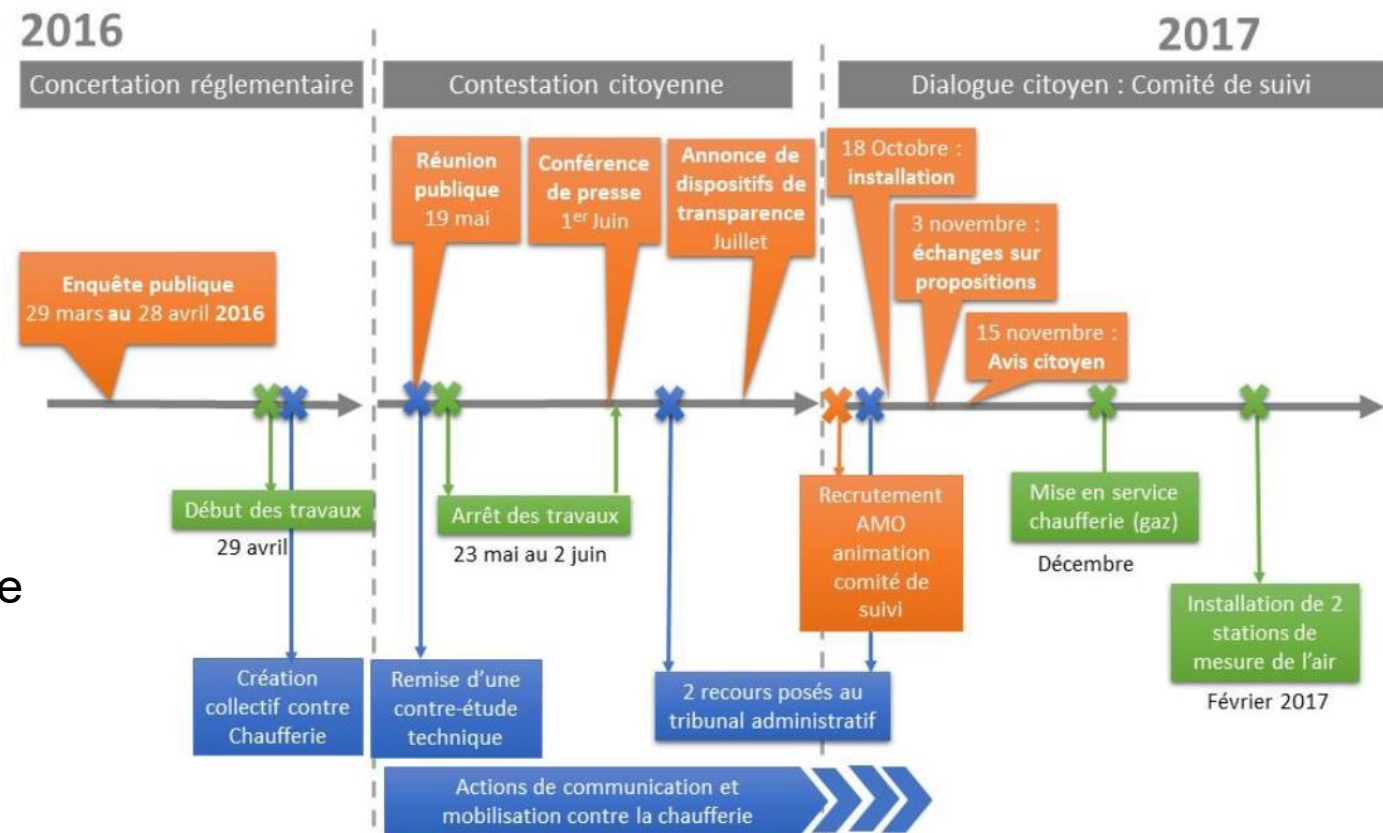 2016
2017
Concertation réglementaire
Contestation citoyenne
Dialogue citoyen : Comité de suivi
Enquête publique
29 mars au 28 avril 2016
Réunion
publique
19 mai
Conférence
de presse
1er Juin
Annonce de
dispositifs de
transparence
Juillet
18 Octobre :
installation
3 novembre :
échanges sur
propositions
15 novembre :
Avis citoyen
Début des travaux
29 avril
Arrêt des travaux
23 mai au 2 juin
Recrutement
AMO
animation
comité de
suivi
Mise en service
chaufferie (gaz)
Décembre
Installation de 2
stations de
mesure de l'air
Février 2017
e
Création
collectif contre
Chaufferie
Remise d'une
contre-étude
technique
2 recours posés au
tribunal administratif
Actions de communication et
mobilisation contre la chaufferie